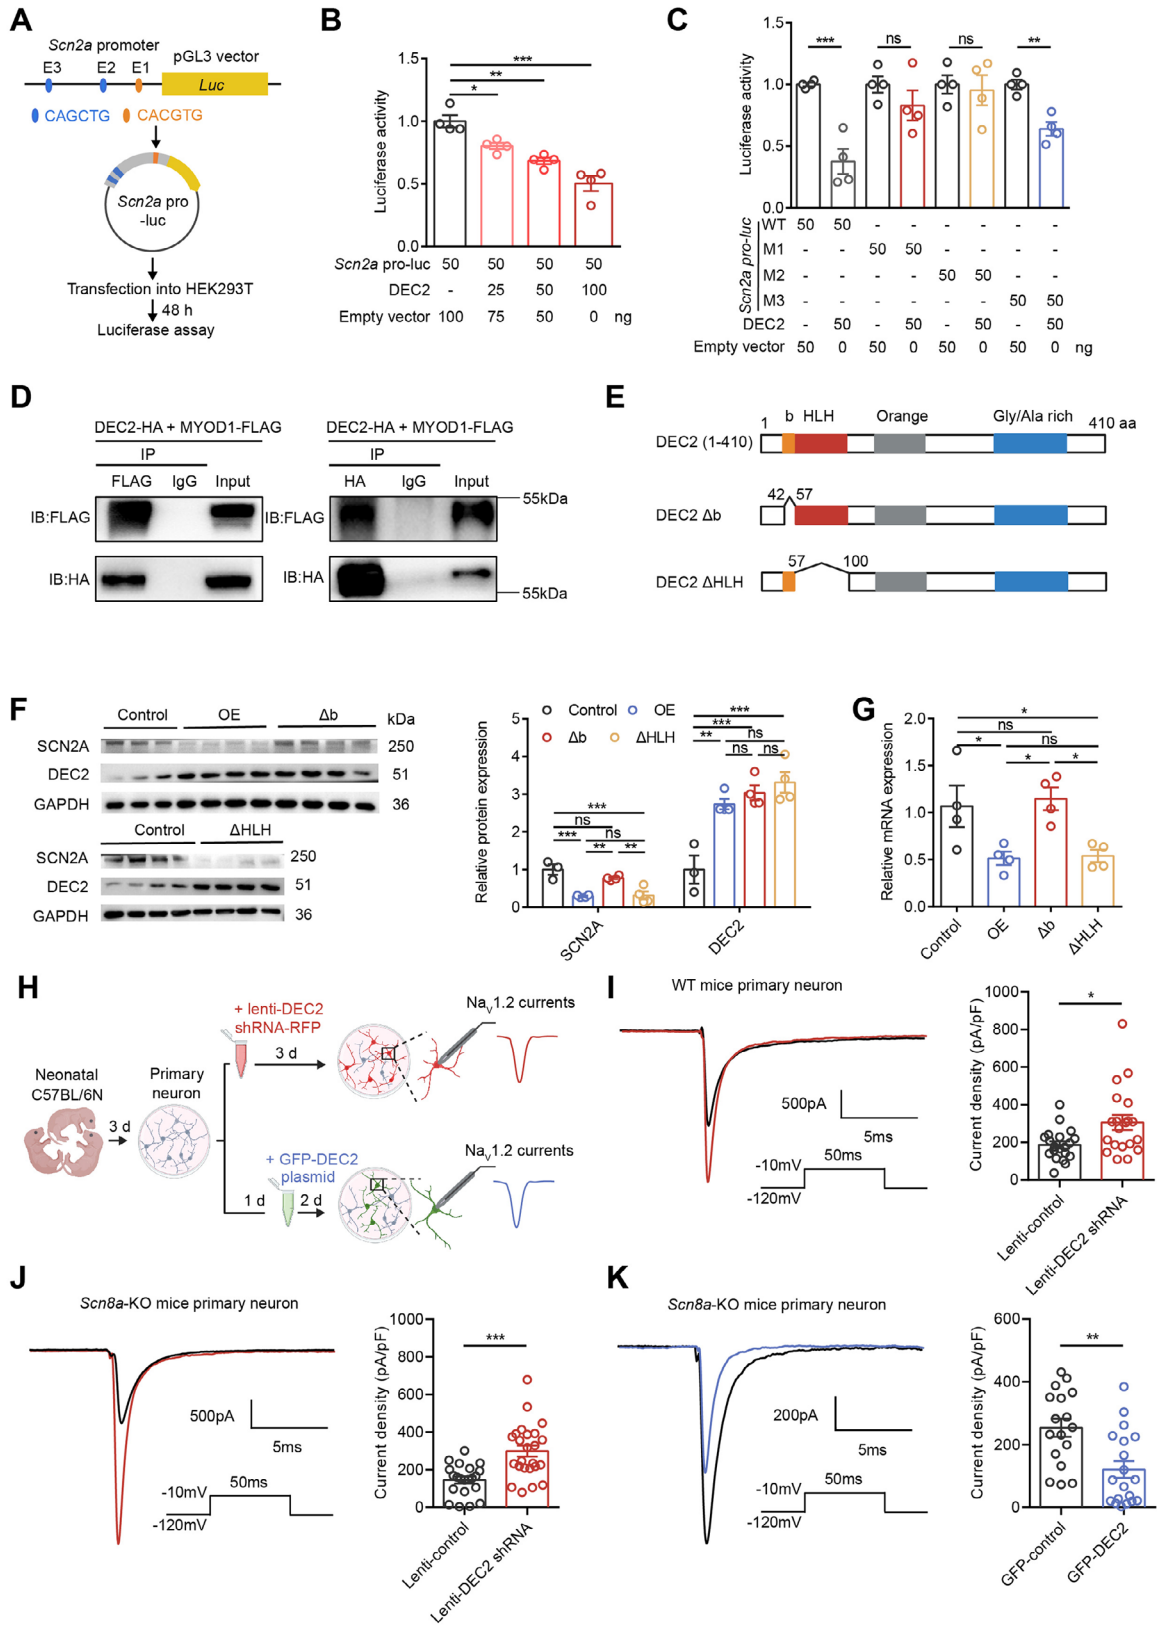 A
Scn2a promoter
pGL3 vector
E3 E2 E1
Luc
CAGCTG CACGTG
Scn2a pro
-luc
Transfection into HEK293T
48 h
Luciferase assay
B
Luciferase activity
1.5
1.0
0.5
0.0
***
**
*
Scn2a pro-luc 50 50 50 50
DEC2 - 25 50 100
Empty vector 100 75 50 0 ng
C
Luciferase activity
1.5
1.0
0.5
0.0
*** ns ns **
Scn2a pro-luc
WT 50 50 - - - - - -
M1 - - 50 50 - - - -
M2 - - - - 50 50 - -
M3 - - - - - - 50 50
DEC2 - 50 - 50 - 50 - 50
Empty vector 50 0 50 0 50 0 50 0 ng
D
DEC2-HA + MYOD1-FLAG
IP
FLAG IgG Input
IB:FLAG
IB:HA
DEC2-HA + MYOD1-FLAG
IP
HA IgG Input
IB:FLAG
IB:HA
55kDa
55kDa
E
1 b HLH Orange Gly/Ala rich 410 aa
DEC2 (1-410)
42 57
DEC2 Δb
57 100
DEC2 ΔHLH
F
Control OE Δb kDa
SCN2A 250
DEC2 51
GAPDH 36
Control ΔHLH
SCN2A 250
DEC2 51
GAPDH 36
Relative protein expression
5
4
3
2
1
0
Control OE
Δb ΔHLH
***
ns
*** ns
** **
***
***
** ns
ns ns
SCN2A DEC2
G
Relative mRNA expression
2.0
1.5
1.0
0.5
0.0
*
ns
* ns
* *
Control OE Δb ΔHLH
H
Neonatal
C57BL/6N
3 d
Primary
neuron
+ lenti-DEC2
shRNA-RFP
3 d
NaV1.2 currents
+ GFP-DEC2
plasmid
1 d 2 d
NaV1.2 currents
I
WT mice primary neuron
500pA
5ms
50ms
-10mV
-120mV
Current density (pA/pF)
1000
800
600
400
200
0
*
Lenti-control
Lenti-DEC2 shRNA
J
Scn8a-KO mice primary neuron
500pA
5ms
50ms
-10mV
-120mV
Current density (pA/pF)
1000
800
600
400
200
0
***
Lenti-control
Lenti-DEC2 shRNA
K
Scn8a-KO mice primary neuron
200pA
5ms
50ms
-10mV
-120mV
Current density (pA/pF)
600
400
200
0
**
GFP-control
GFP-DEC2